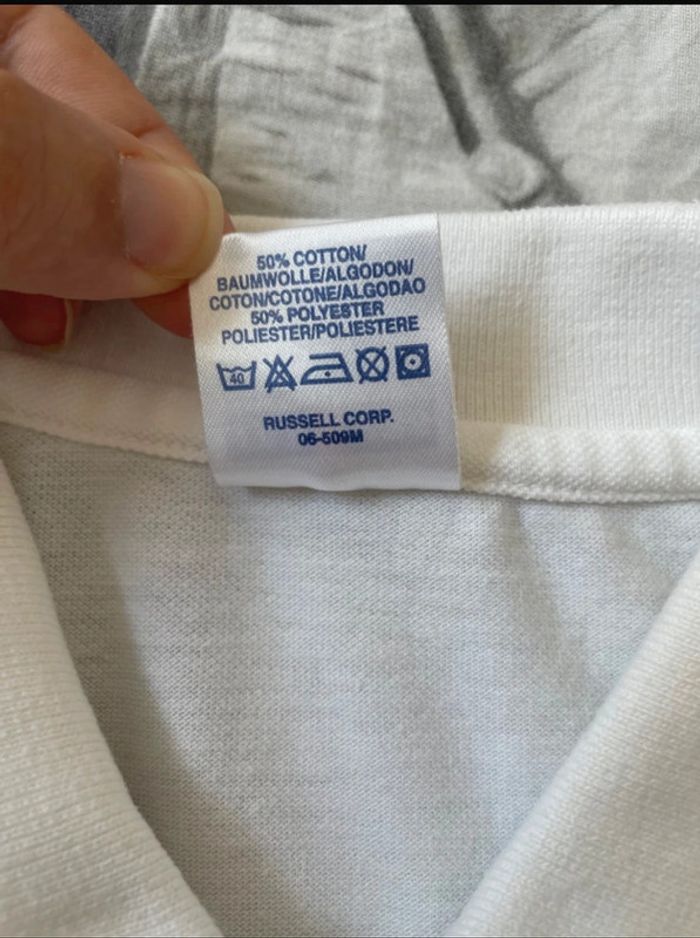 50% COTTON/
BAUMWOLLE/ALGODON/
COTON/COTONE/ALGODAO
50% POLYESTER
POLIESTER/POLIESTERE
40
RUSSELL CORP.
06-509M